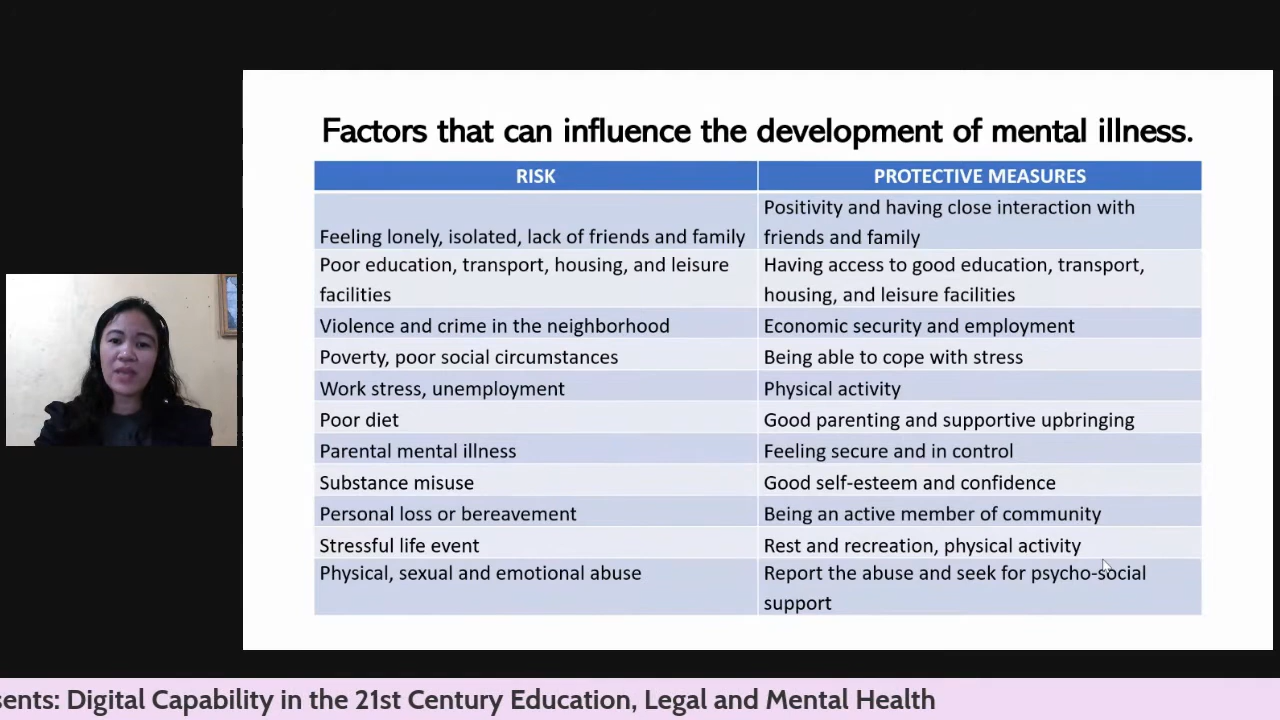 Factors that can influence the development of mental illness.
RISK
PROTECTIVE MEASURES
Feeling lonely, isolated, lack of friends and family
Positivity and having close interaction with
friends and family
Poor education, transport, housing, and leisure
facilities
Having access to good education, transport,
housing, and leisure facilities
Violence and crime in the neighborhood
Economic security and employment
Poverty, poor social circumstances
Being able to cope with stress
Work stress, unemployment
Physical activity
Poor diet
Good parenting and supportive upbringing
Parental mental illness
Feeling secure and in control
Substance misuse
Good self-esteem and confidence
Personal loss or bereavement
Being an active member of community
Stressful life event
Rest and recreation, physical activity
Physical, sexual and emotional abuse
Report the abuse and seek for psycho-social
support
sents: Digital Capability in the 21st Century Education, Legal and Mental Health